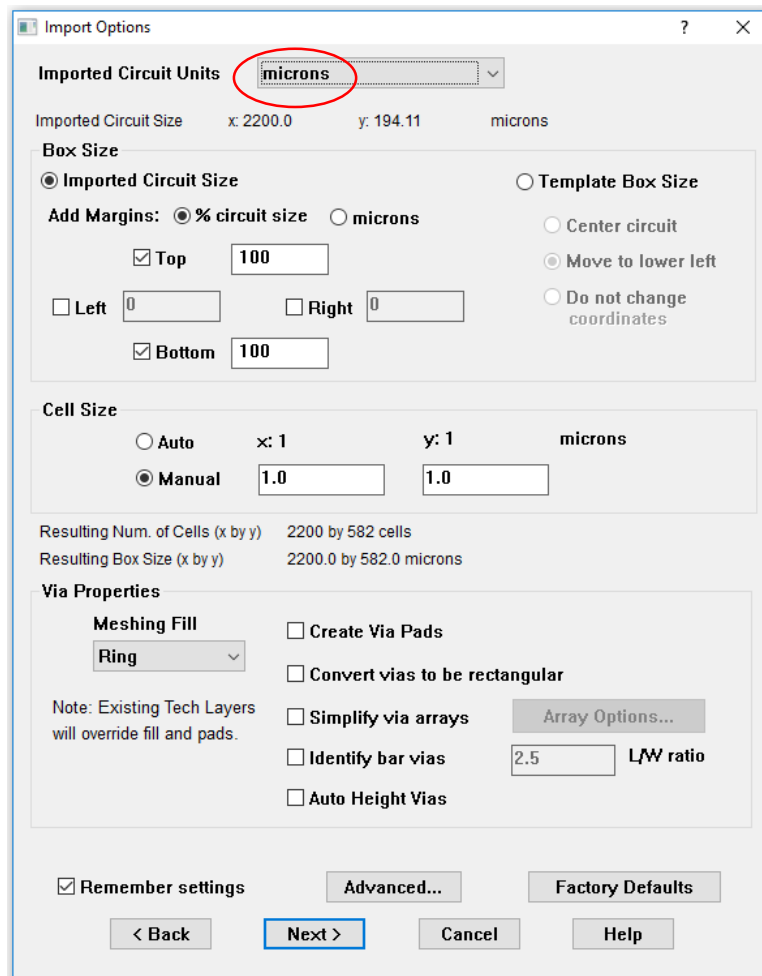 Import Options ?
Imported Circuit Units microns
Imported Circuit Size x: 2200.0 y: 194.11 microns
Box Size
Imported Circuit Size
Template Box Size
Add Margins: % circuit size microns
Center circuit
Top 100
Move to lower left
Left 0 Right 0
Do not change
coordinates
Bottom 100
Cell Size
Auto x: 1 y: 1 microns
Manual 1.0 1.0
Resulting Num. of Cells (x by y) 2200 by 582 cells
Resulting Box Size (x by y) 2200.0 by 582.0 microns
Via Properties
Meshing Fill
Ring
Note: Existing Tech Layers
will override fill and pads.
Create Via Pads
Convert vias to be rectangular
Simplify via arrays Array Options...
Identify bar vias 2.5 L/W ratio
Auto Height Vias
Remember settings Advanced... Factory Defaults
< Back Next > Cancel Help